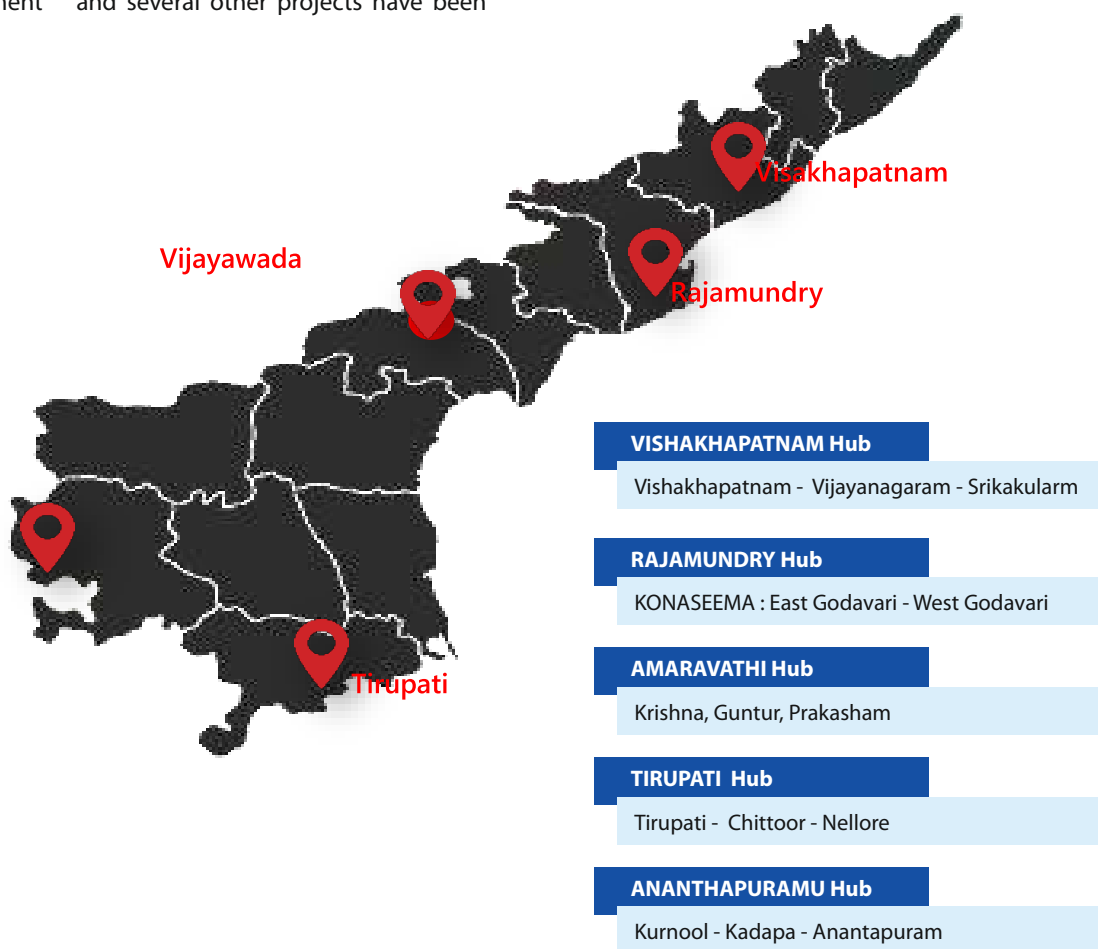 and several other projects have been
Visakhapatnam
Vijayawada
Rajamundry
Tirupati
VISHAKHAPATNAM Hub
Vishakhapatnam - Vijayanagaram - Srikakularm
RAJAMUNDRY Hub
KONASEEMA : East Godavari - West Godavari
AMARAVATHI Hub
Krishna, Guntur, Prakasham
TIRUPATI Hub
Tirupati - Chittoor - Nellore
ANANTHAPURAMU Hub
Kurnool - Kadapa - Anantapuram